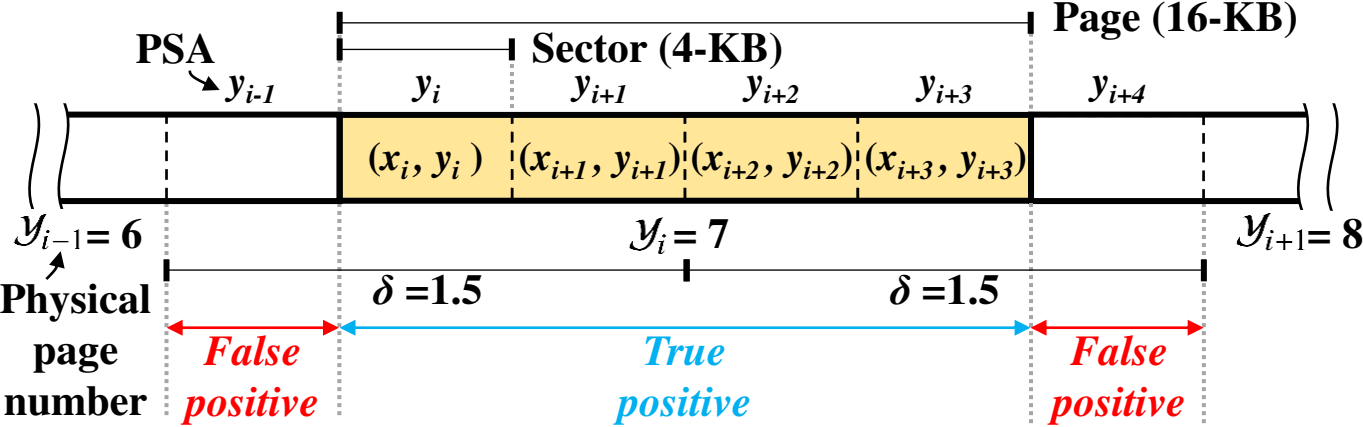 Page (16-KB)
Sector (4-KB)
PSA
y_{i-1} y_i y_{i+1} y_{i+2} y_{i+3} y_{i+4}
(x_i, y_i ) (x_{i+1}, y_{i+1}) (x_{i+2}, y_{i+2}) (x_{i+3}, y_{i+3})
𝒴_{i−1} = 6 𝒴_i = 7 𝒴_{i+1} = 8
δ =1.5 δ =1.5
Physical
page
number
False
positive
True
positive
False
positive